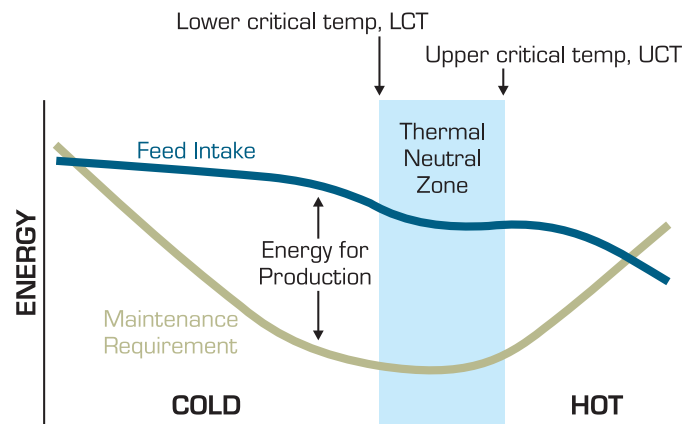 Lower critical temp, LCT
Upper critical temp, UCT
Thermal
Neutral
Zone
Feed Intake
Energy for
Production
ENERGY
Maintenance
Requirement
COLD
HOT